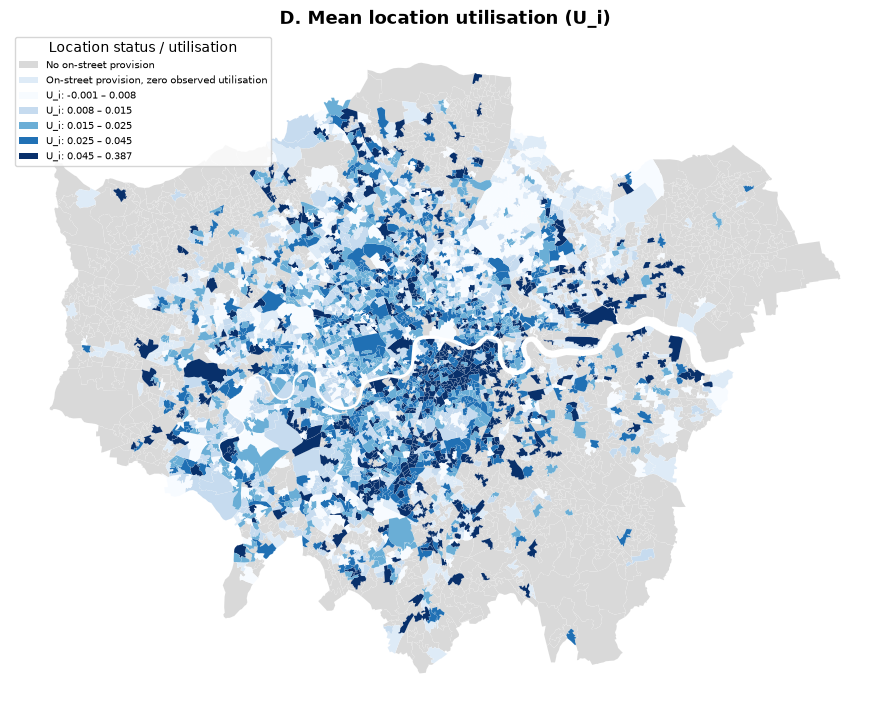 D. Mean location utilisation (U_i)
Location status / utilisation
No on-street provision
On-street provision, zero observed utilisation
U_i: -0.001 – 0.008
U_i: 0.008 – 0.015
U_i: 0.015 – 0.025
U_i: 0.025 – 0.045
U_i: 0.045 – 0.387